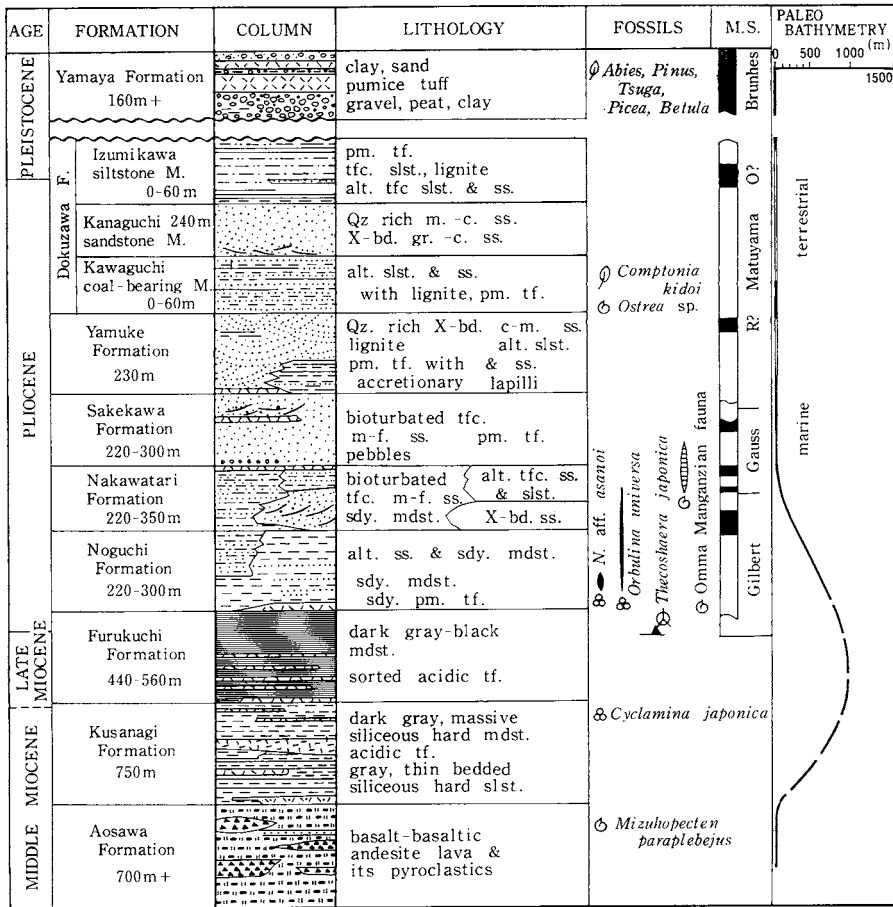 AGE
FORMATION
COLUMN
LITHOLOGY
FOSSILS
M.S.
PALEO
BATHYMETRY
500 1000 (m)
1500
PLEISTOCENE
PLIOCENE
LATE
MIOCENE
MIDDLE MIOCENE
Dokuzawa F.
Yamaya Formation
160m+
clay, sand
pumice tuff
gravel, peat, clay
Abies, Pinus,
Tsuga,
Picea, Betula
Brunhes
Izumikawa
siltstone M.
0-60m
pm. tf.
tfc. slst., lignite
alt. tfc slst. & ss.
O?
Kanaguchi 240m
sandstone M.
Qz rich m. -c. ss.
X-bd. gr. -c. ss.
Matuyama
terrestrial
Kawaguchi
coal-bearing M.
0-60m
alt. slst. & ss.
with lignite, pm. tf.
Comptonia
kidoi
Ostrea sp.
Yamuke
Formation
230m
Qz. rich X-bd. c-m. ss.
lignite alt. slst.
pm. tf. with & ss.
accretionary lapilli
R?
Sakekawa
Formation
220-300m
bioturbated tfc.
m-f. ss. pm. tf.
pebbles
Gauss
marine
Nakawatari
Formation
220-350m
bioturbated
tfc. m-f. ss.
sdy. mdst.
alt. tfc. ss.
& slst.
X-bd. ss.
Noguchi
Formation
220-300m
alt. ss. & sdy. mdst.
sdy. mdst.
sdy. pm. tf.
N. aff. asanoi
Orbulina universa
Thecoshaera japonica
Omma Manganzian fauna
Gilbert
Furukuchi
Formation
440-560m
dark gray-black
mdst.
sorted acidic tf.
Kusanagi
Formation
750m
dark gray, massive
siliceous hard mdst.
acidic tf.
gray, thin bedded
siliceous hard slst.
Cyclamina japonica
Aosawa
Formation
700m+
basalt-basaltic
andesite lava &
its pyroclastics
Mizuhopecten
paraplebejus